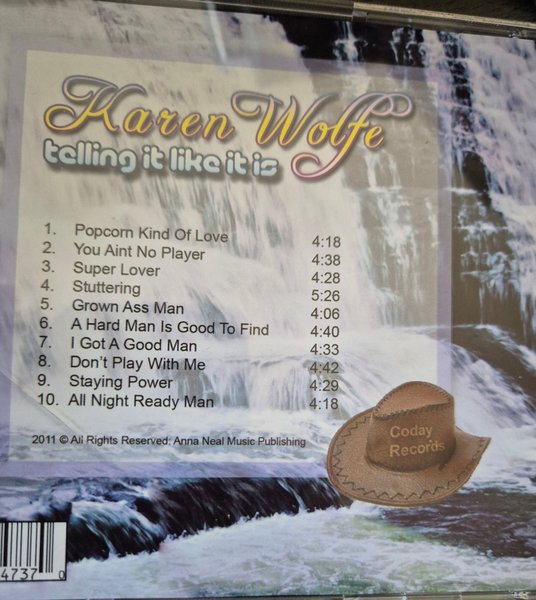 Karen Wolfe
telling it like it is
1. Popcorn Kind Of Love 4:18
2. You Aint No Player 4:38
3. Super Lover 4:28
4. Stuttering 5:26
5. Grown Ass Man 4:06
6. A Hard Man Is Good To Find 4:40
7. I Got A Good Man 4:33
8. Don't Play With Me 4:42
9. Staying Power 4:29
10. All Night Ready Man 4:18
2011 © All Rights Reserved: Anna Neal Music Publishing
Coday
Records
4737 0